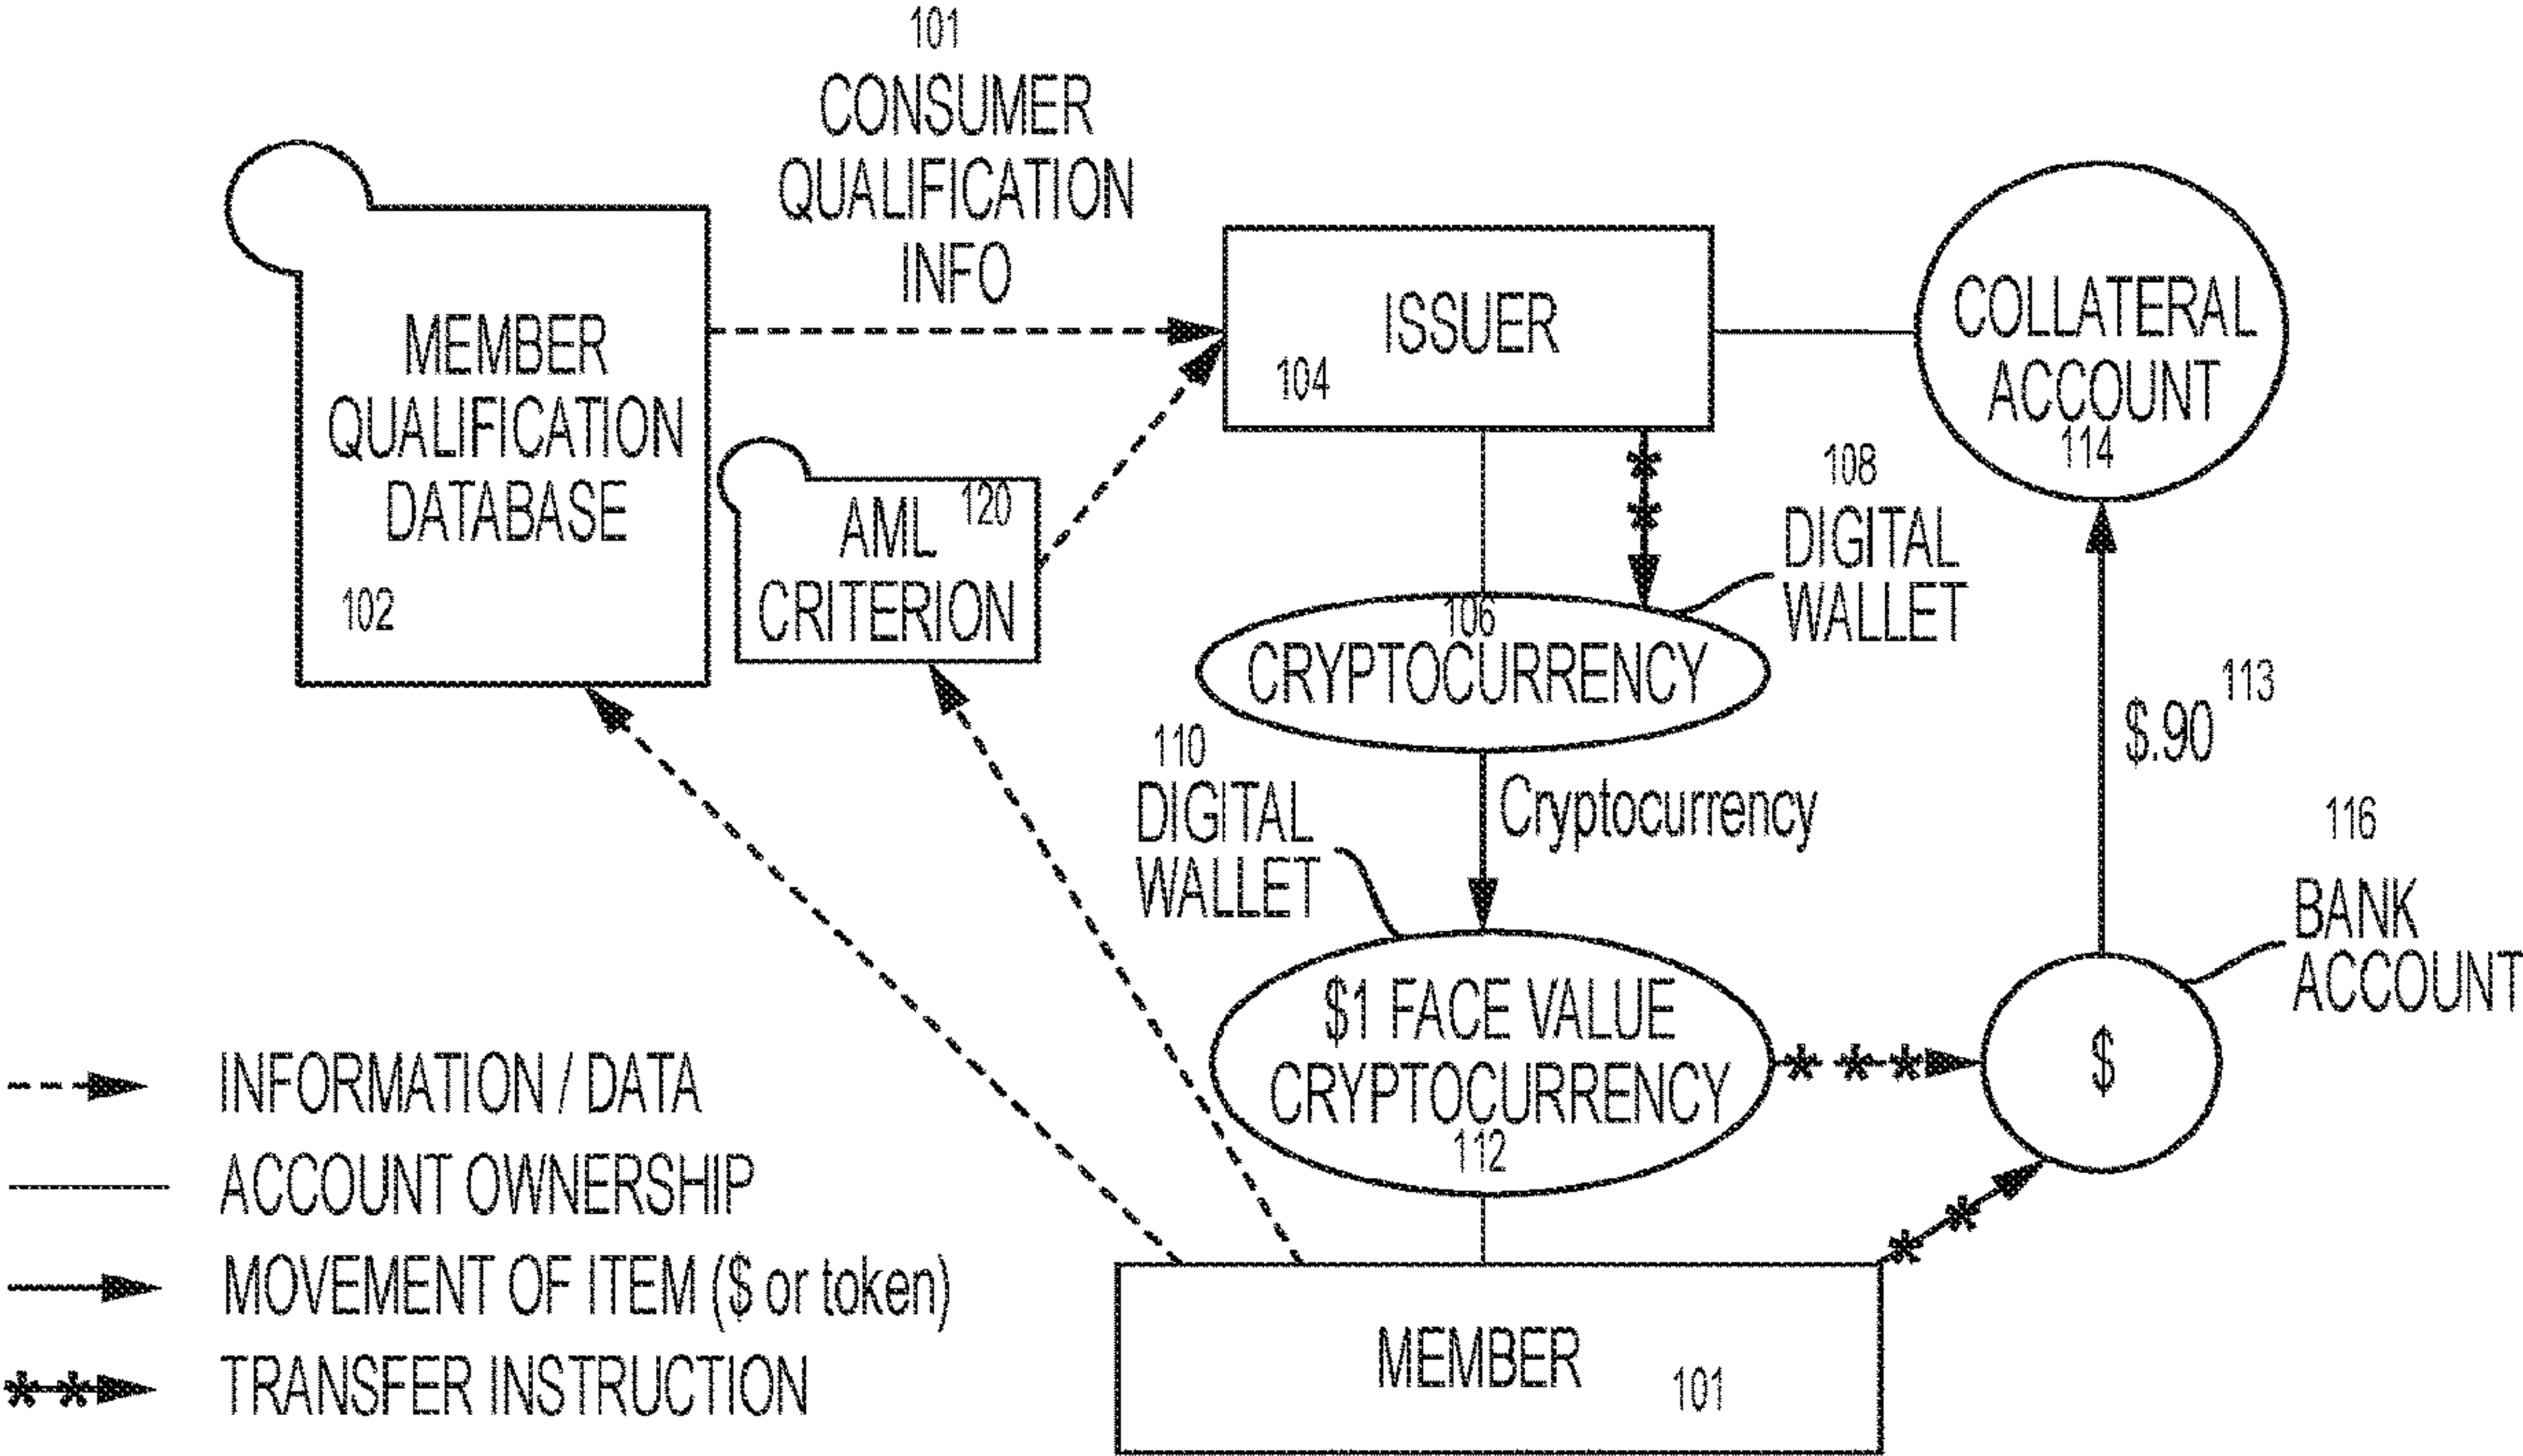 101
CONSUMER
QUALIFICATION
INFO
MEMBER
QUALIFICATION
DATABASE
102
AML 120
CRITERION
ISSUER
104
COLLATERAL
ACCOUNT
114
108
DIGITAL
WALLET
106
CRYPTOCURRENCY
110
DIGITAL
WALLET
Cryptocurrency
$.90 113
116
BANK
ACCOUNT
$1 FACE VALUE
CRYPTOCURRENCY
112
$
MEMBER
101
INFORMATION / DATA
ACCOUNT OWNERSHIP
MOVEMENT OF ITEM ($ or token)
TRANSFER INSTRUCTION